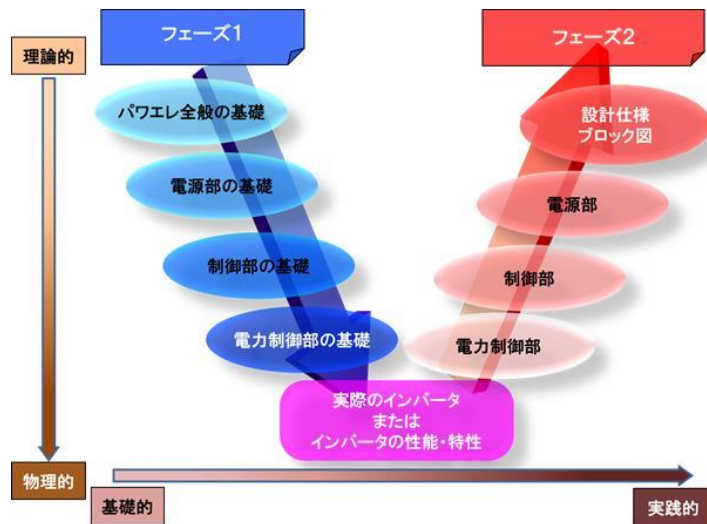 フェーズ1
フェーズ2
理論的
パワエレ全般の基礎
設計仕様
ブロック図
電源部の基礎
電源部
制御部の基礎
制御部
電力制御部の基礎
電力制御部
実際のインバータ
または
インバータの性能・特性
物理的
基礎的
実践的